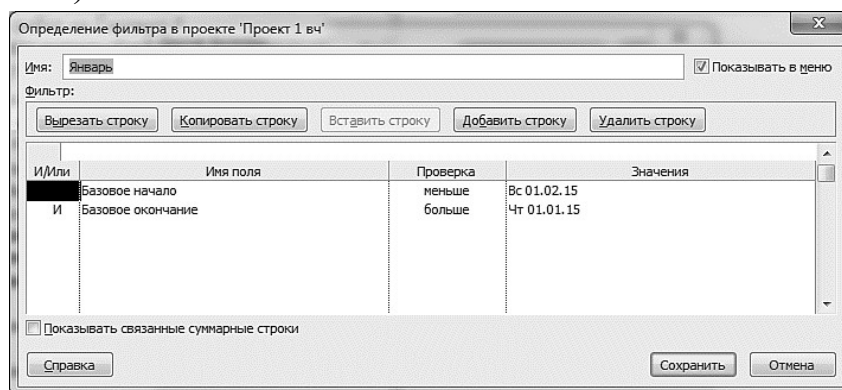 Определение фильтра в проекте 'Проект 1 вч'
Имя: Январь Показывать в меню
Фильтр:
Вырезать строку Копировать строку Вставить строку Добавить строку Удалить строку
И/Или Имя поля Проверка Значения
Базовое начало меньше Вс 01.02.15
И Базовое окончание больше Чт 01.01.15
Показывать связанные суммарные строки
Справка Сохранить Отмена